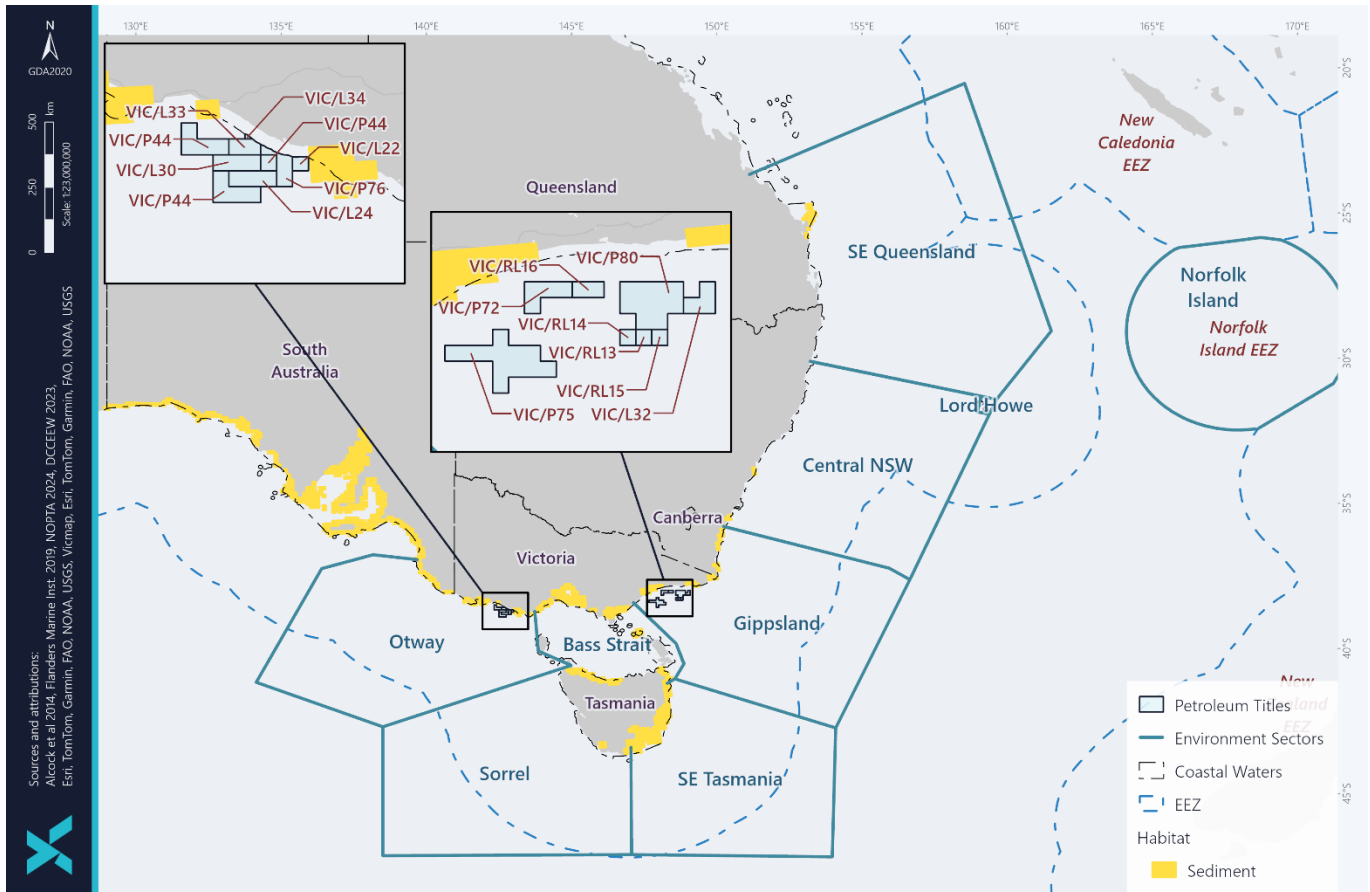 130°E
135°E
140°E
145°E
150°E
155°E
160°E
165°E
170°E
N
GDA2020
km
500
250
0
Scale: 1:23,000,000
Sources and attributions:
Alcock et al 2014, Flanders Marine Inst. 2019, NOPTA 2024, DCCEEW 2023,
Esri, TomTom, Garmin, FAO, NOAA, USGS, Vicmap, Esri, TomTom, Garmin, FAO, NOAA, USGS
20°S
25°S
30°S
35°S
40°S
45°S
VIC/L34
VIC/L33
VIC/P44
VIC/P44
VIC/L22
VIC/L30
VIC/P76
VIC/P44
VIC/L24
VIC/P80
VIC/RL16
VIC/P72
VIC/RL14
VIC/RL13
VIC/RL15
VIC/P75
VIC/L32
Queensland
South
Australia
Victoria
Canberra
Tasmania
New
Caledonia
EEZ
SE Queensland
Norfolk
Island
Norfolk
Island EEZ
Lord Howe
Central NSW
Gippsland
Otway
Bass Strait
Sorrel
SE Tasmania
New
EEZ
Petroleum Titles
Environment Sectors
Coastal Waters
EEZ
Habitat
Sediment